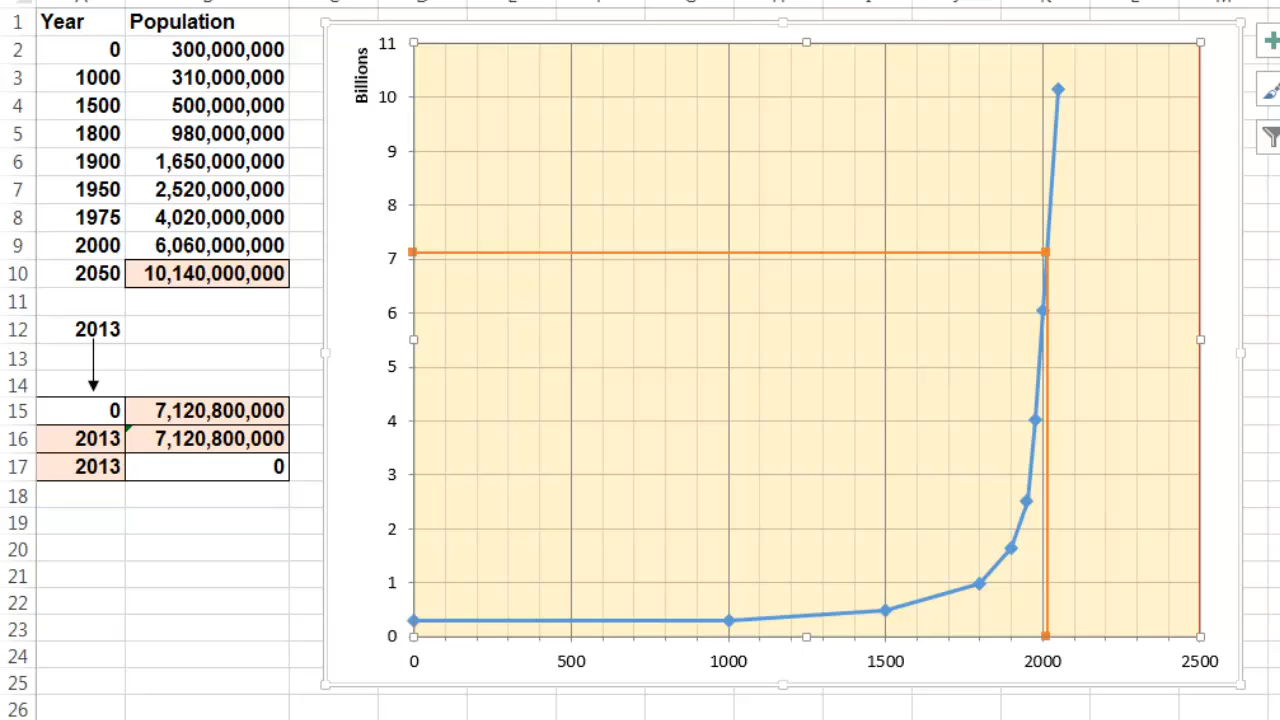 1 Year Population
2 0 300,000,000
3 1000 310,000,000
4 1500 500,000,000
5 1800 980,000,000
6 1900 1,650,000,000
7 1950 2,520,000,000
8 1975 4,020,000,000
9 2000 6,060,000,000
10 2050 10,140,000,000
11
12 2013
13
14
15 0 7,120,800,000
16 2013 7,120,800,000
17 2013 0
18
19
20
21
22
23
24
25
26
Billions
11
10
9
8
7
6
5
4
3
2
1
0
0 500 1000 1500 2000 2500